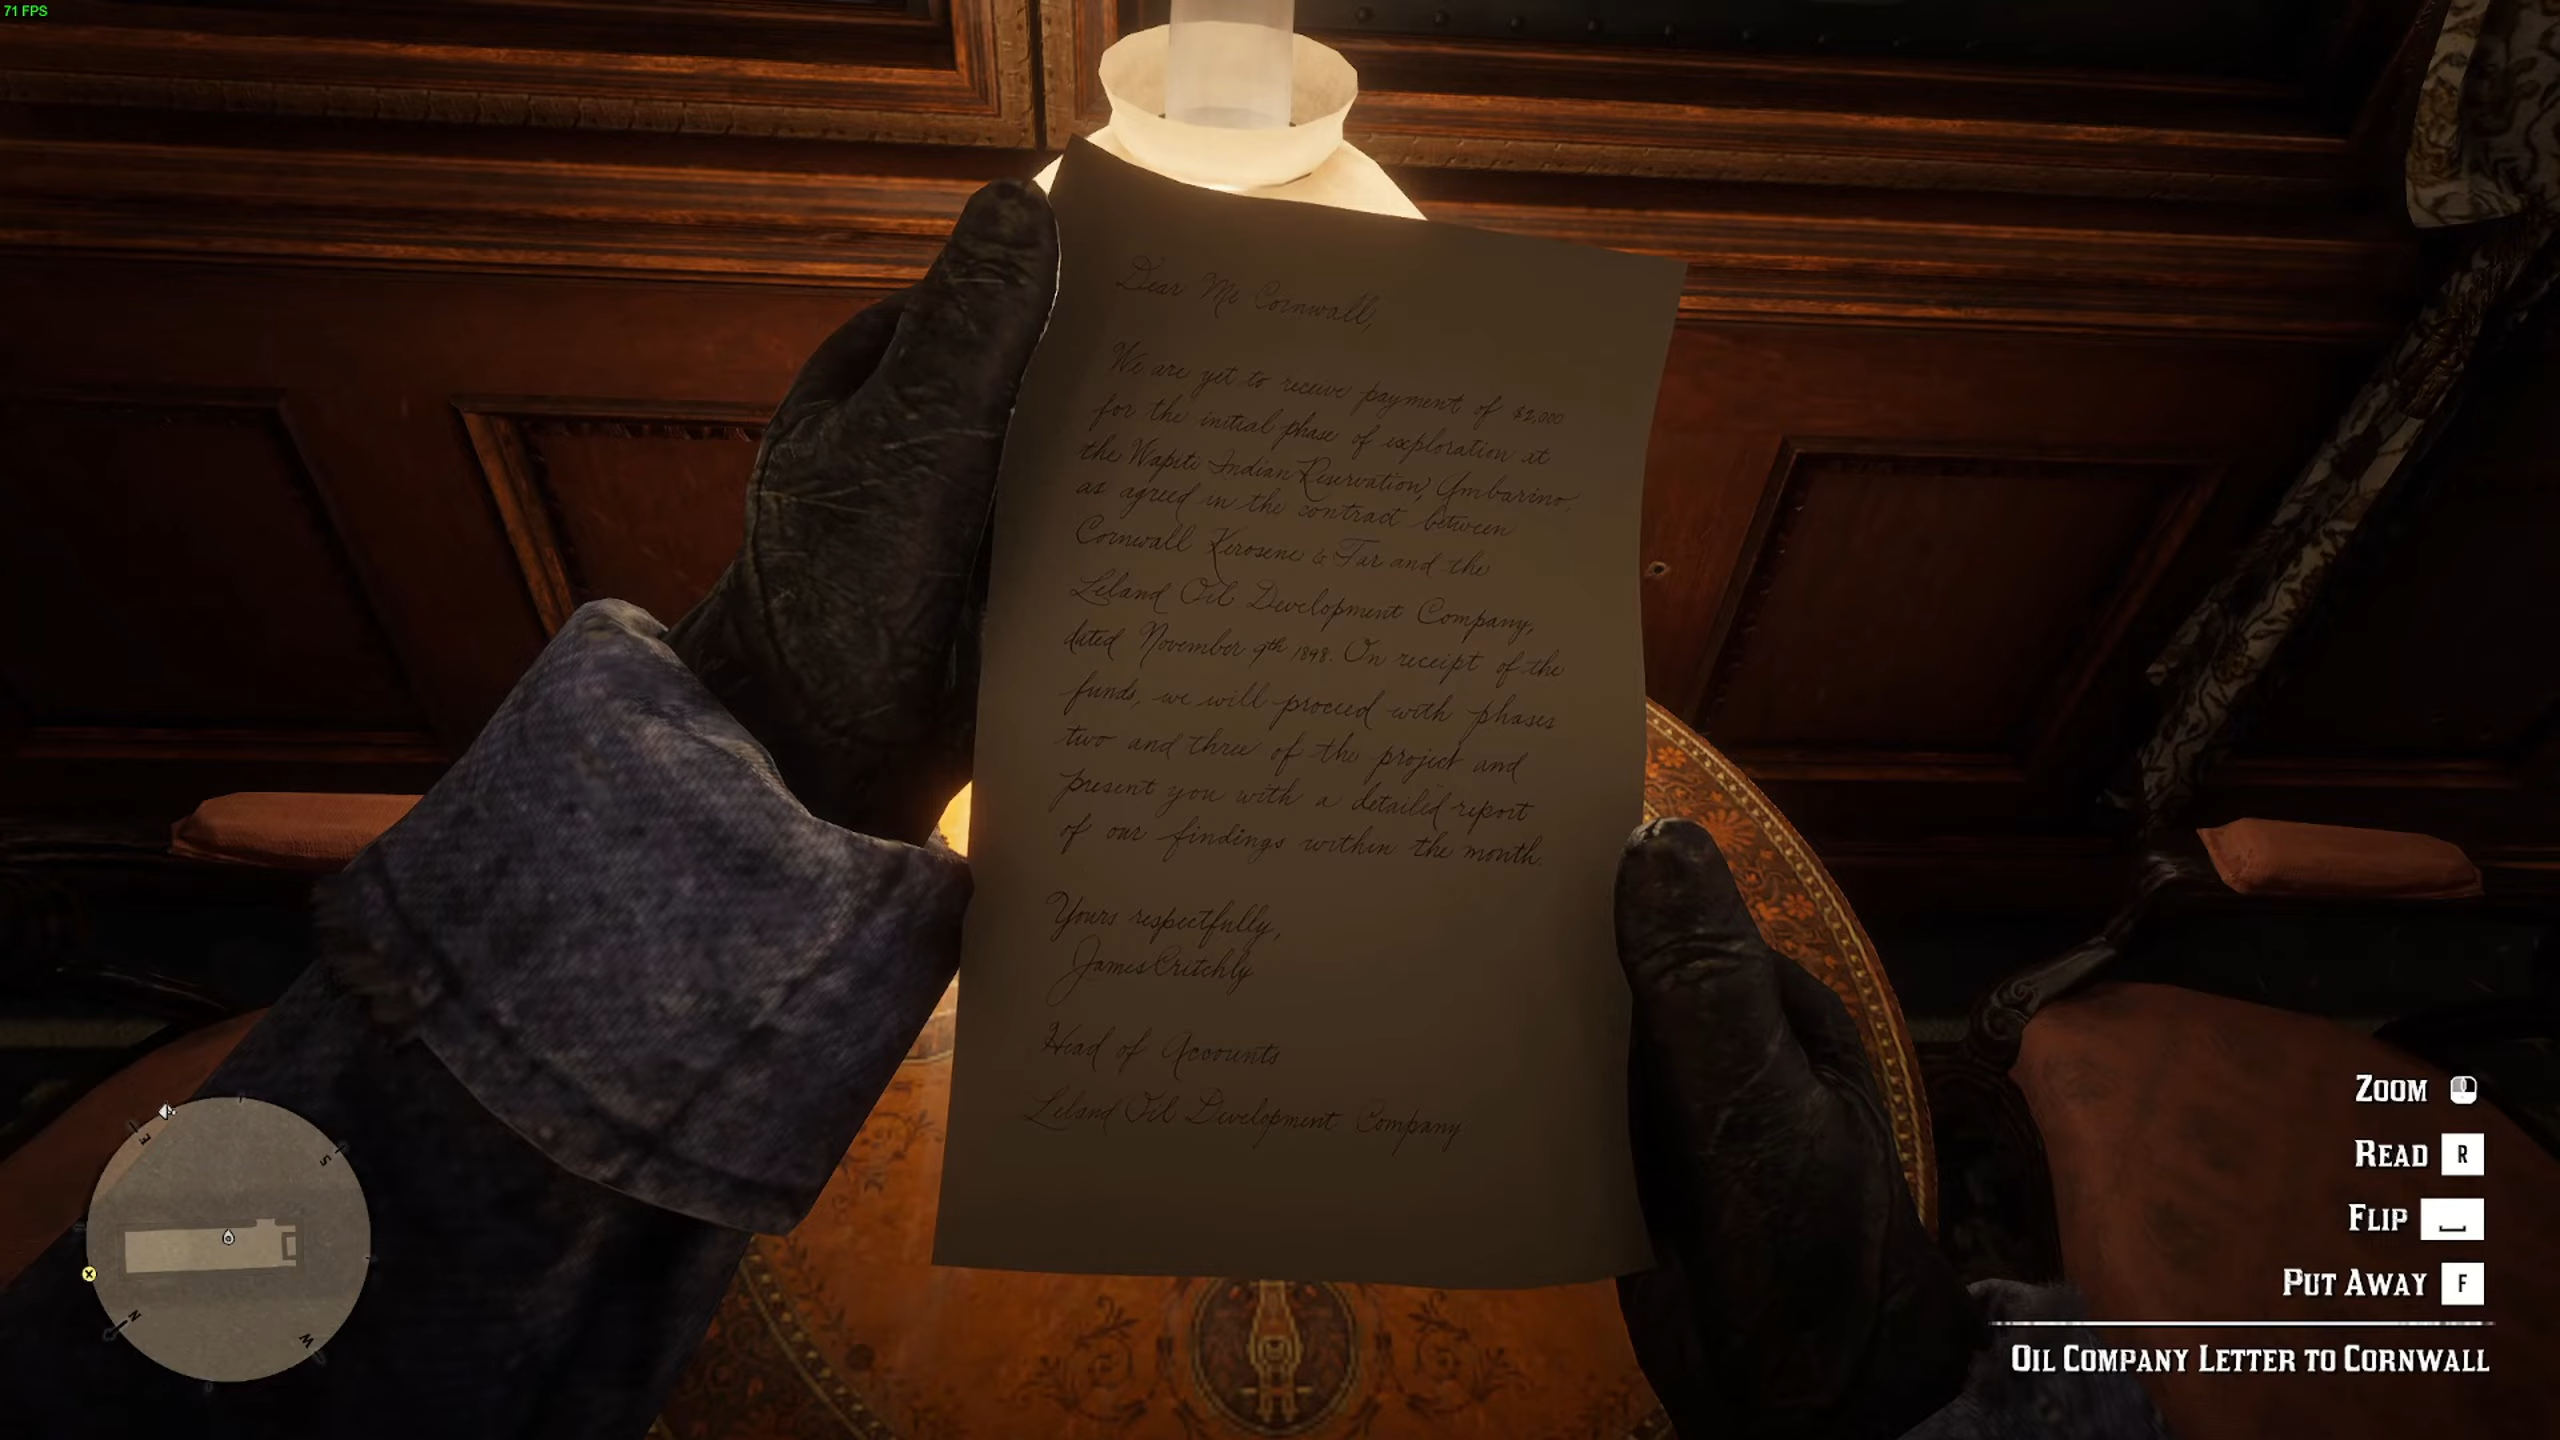 71 FPS
Dear Mr Cornwall,
We are yet to receive payment of $2,000
for the initial phase of exploration at
the Wapiti Indian Reservation, Ambarino,
as agreed in the contract between
Cornwall Kerosene & Tar and the
Leland Oil Development Company,
dated November 9th 1898. On receipt of the
funds, we will proceed with phases
two and three of the project and
present you with a detailed report
of our findings within the month.
Yours respectfully,
James Critchly
Head of Accounts
Leland Oil Development Company
E
S
N
W
X
ZOOM
READ R
FLIP
PUT AWAY F
OIL COMPANY LETTER TO CORNWALL